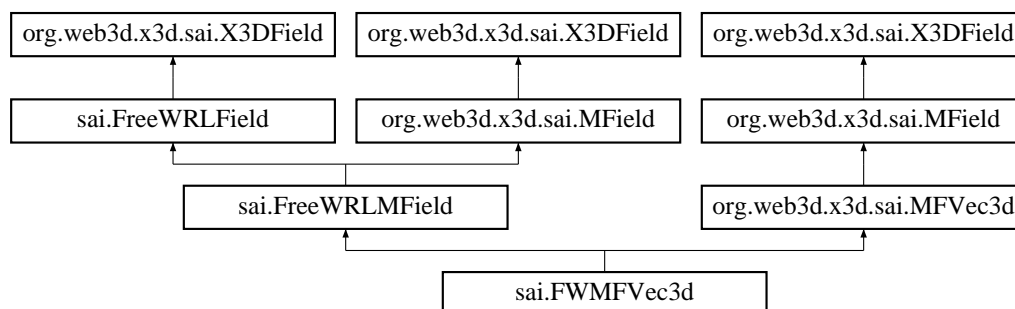 org.web3d.x3d.sai.X3DField
org.web3d.x3d.sai.X3DField
org.web3d.x3d.sai.X3DField
sai.FreeWRLField
org.web3d.x3d.sai.MField
org.web3d.x3d.sai.MField
sai.FreeWRLMField
org.web3d.x3d.sai.MFVec3d
sai.FWMFVec3d